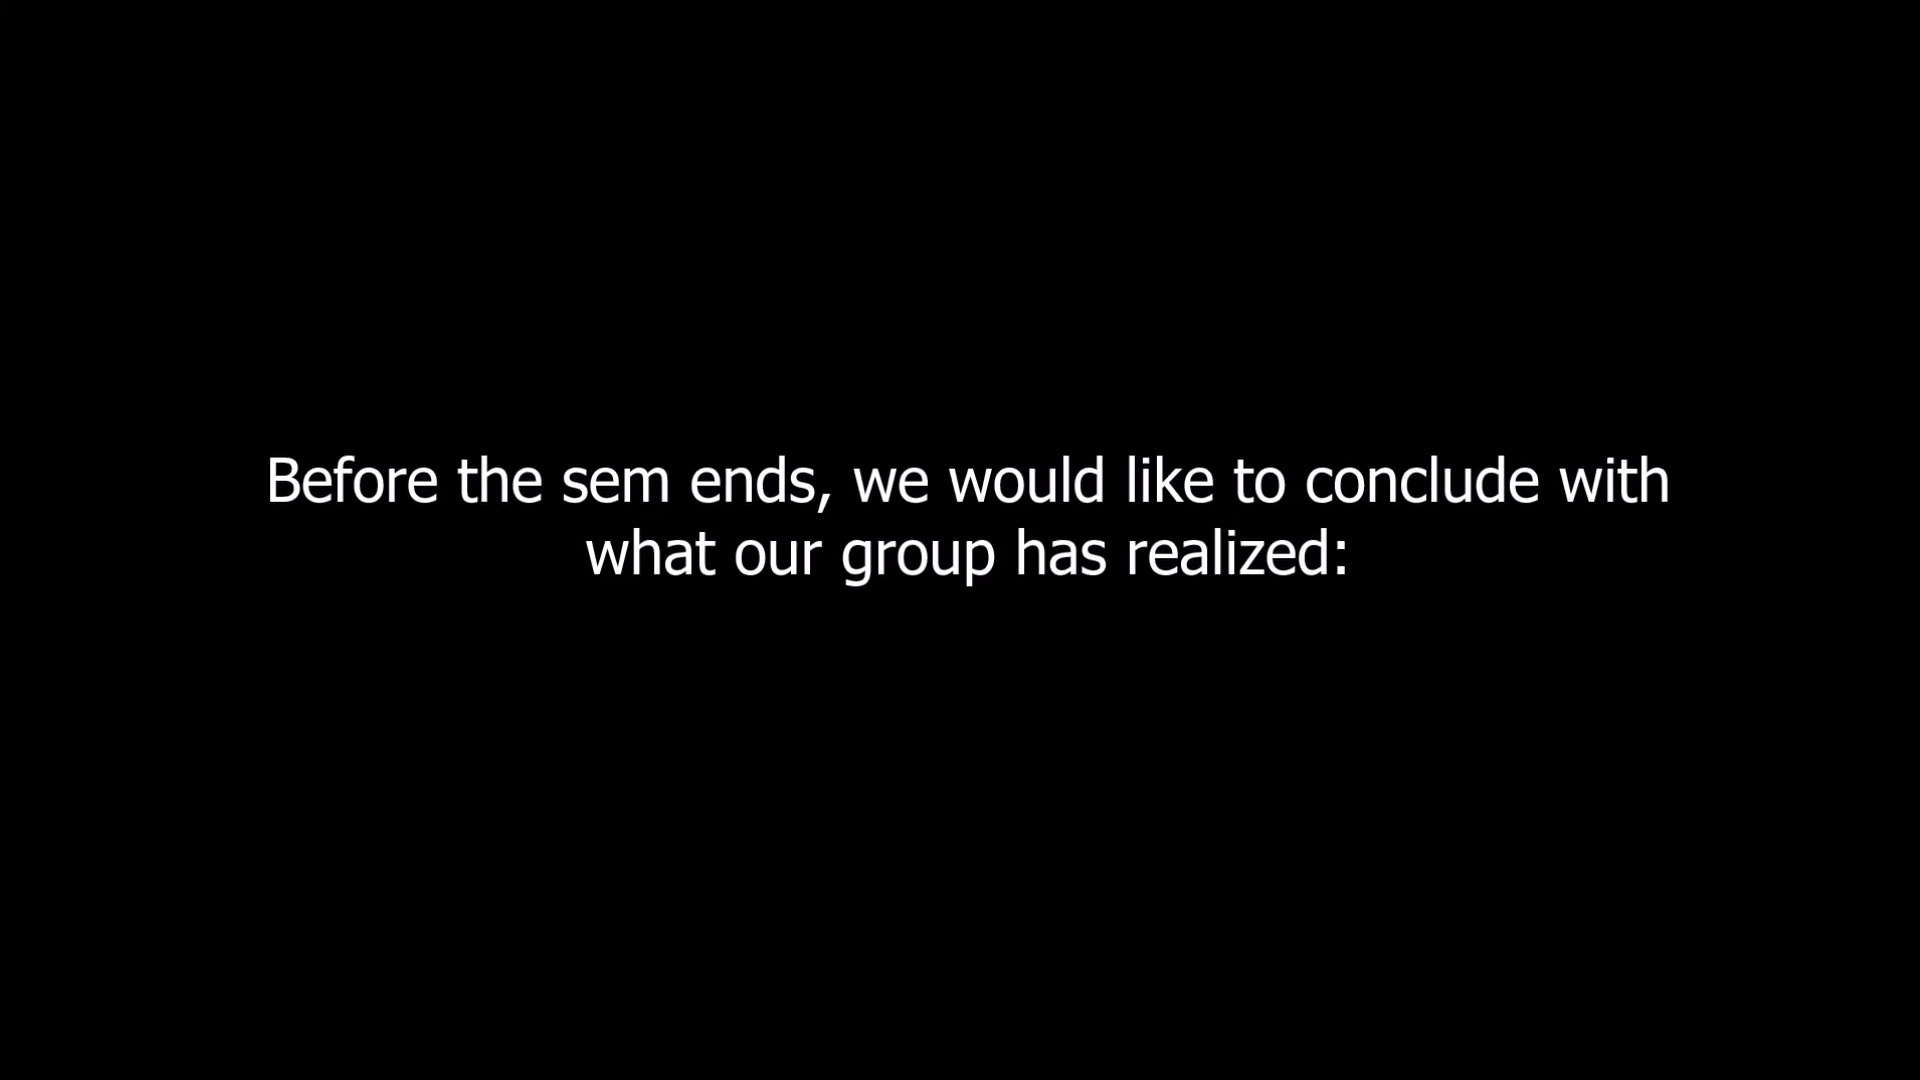 Before the sem ends, we would like to conclude with
what our group has realized: